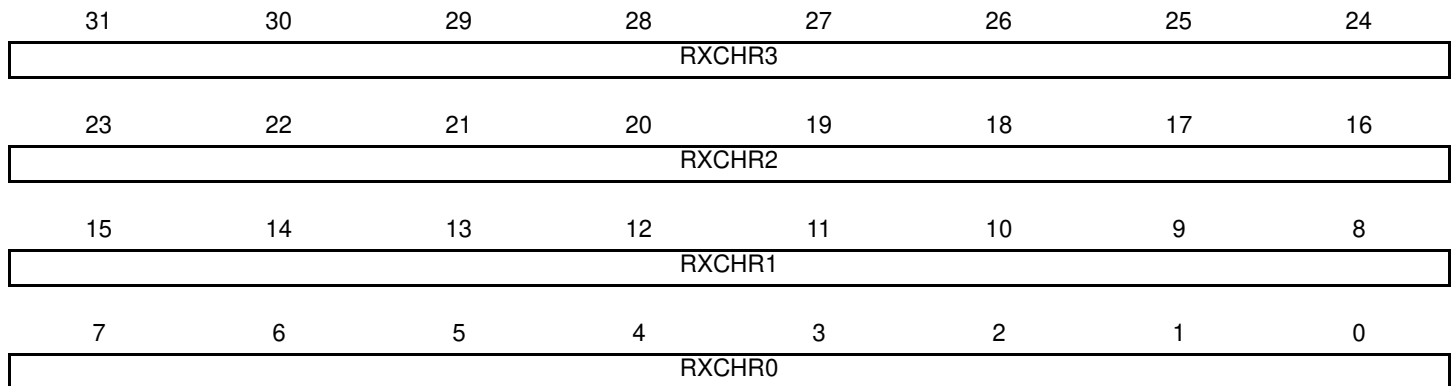 31 30 29 28 27 26 25 24
RXCHR3
23 22 21 20 19 18 17 16
RXCHR2
15 14 13 12 11 10 9 8
RXCHR1
7 6 5 4 3 2 1 0
RXCHR0